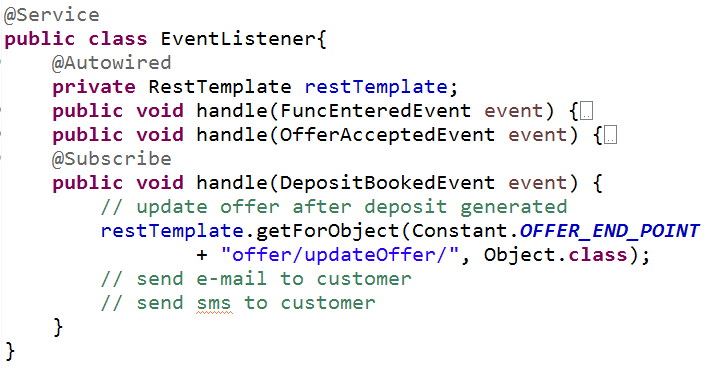 @Service
public class EventListener{
    @Autowired
    private RestTemplate restTemplate;
    public void handle(FuncEnteredEvent event) {..
    public void handle(OfferAcceptedEvent event) {..
    @Subscribe
    public void handle(DepositBookedEvent event) {
        // update offer after deposit generated
        restTemplate.getForObject(Constant.OFFER_END_POINT
                + "offer/updateOffer/", Object.class);
        // send e-mail to customer
        // send sms to customer
    }
}